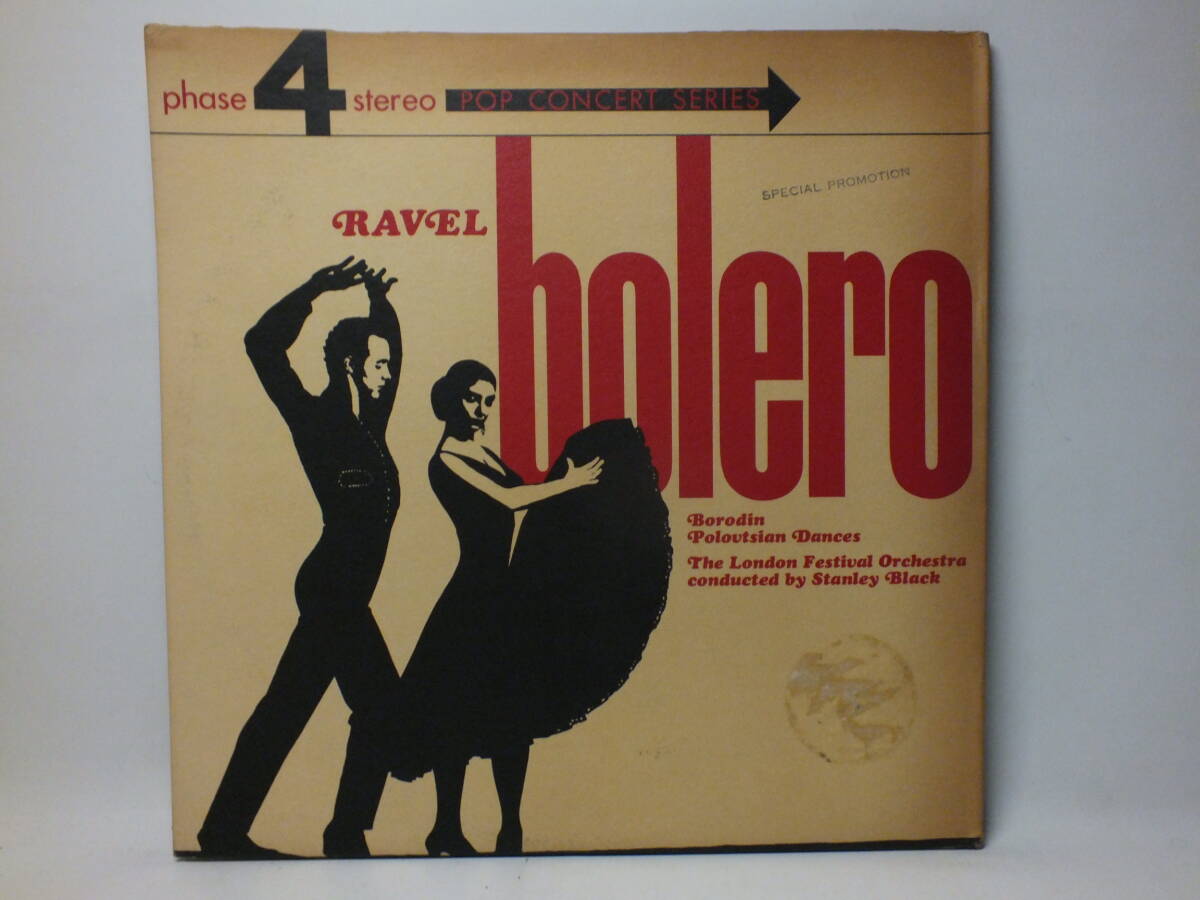 phase 4 stereo POP CONCERT SERIES
SPECIAL PROMOTION
RAVEL
bolero
Borodin
Polovtsian Dances
The London Festival Orchestra
conducted by Stanley Black